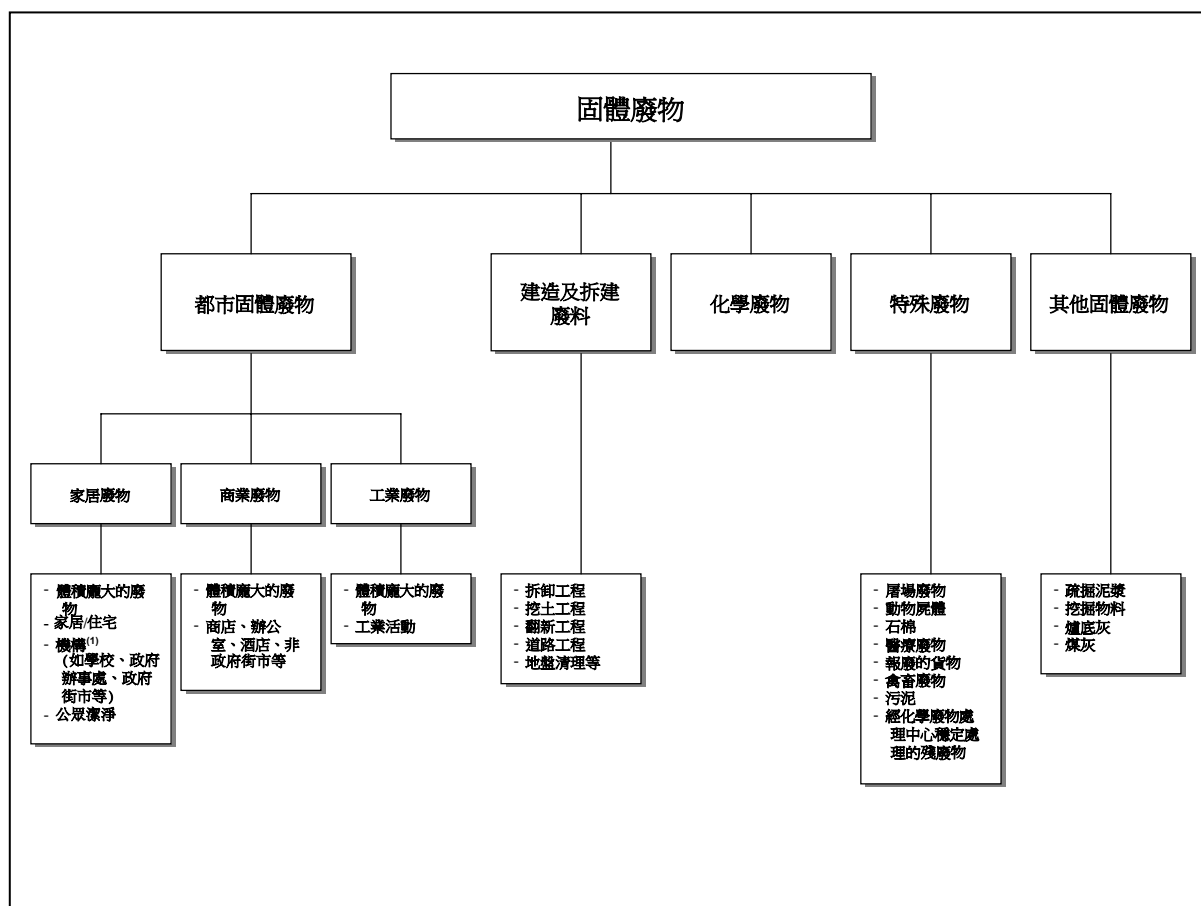 固體廢物
都市固體廢物
建造及拆建
廢料
化學廢物
特殊廢物
其他固體廢物
家居廢物
商業廢物
工業廢物
- 體積龐大的廢
物
- 家居/住宅
- 機構(1)
(如學校、政府
辦事處、政府
街市等)
- 公眾潔淨
- 體積龐大的廢
物
- 商店、辦公
室、酒店、非
政府街市等
- 體積龐大的廢
物
- 工業活動
- 拆卸工程
- 挖土工程
- 翻新工程
- 道路工程
- 地盤清理等
- 屠場廢物
- 動物屍體
- 石棉
- 醫療廢物
- 報廢的貨物
- 禽畜廢物
- 污泥
- 經化學廢物處
理中心穩定處
理的殘廢物
- 疏掘泥漿
- 挖掘物料
- 爐底灰
- 煤灰